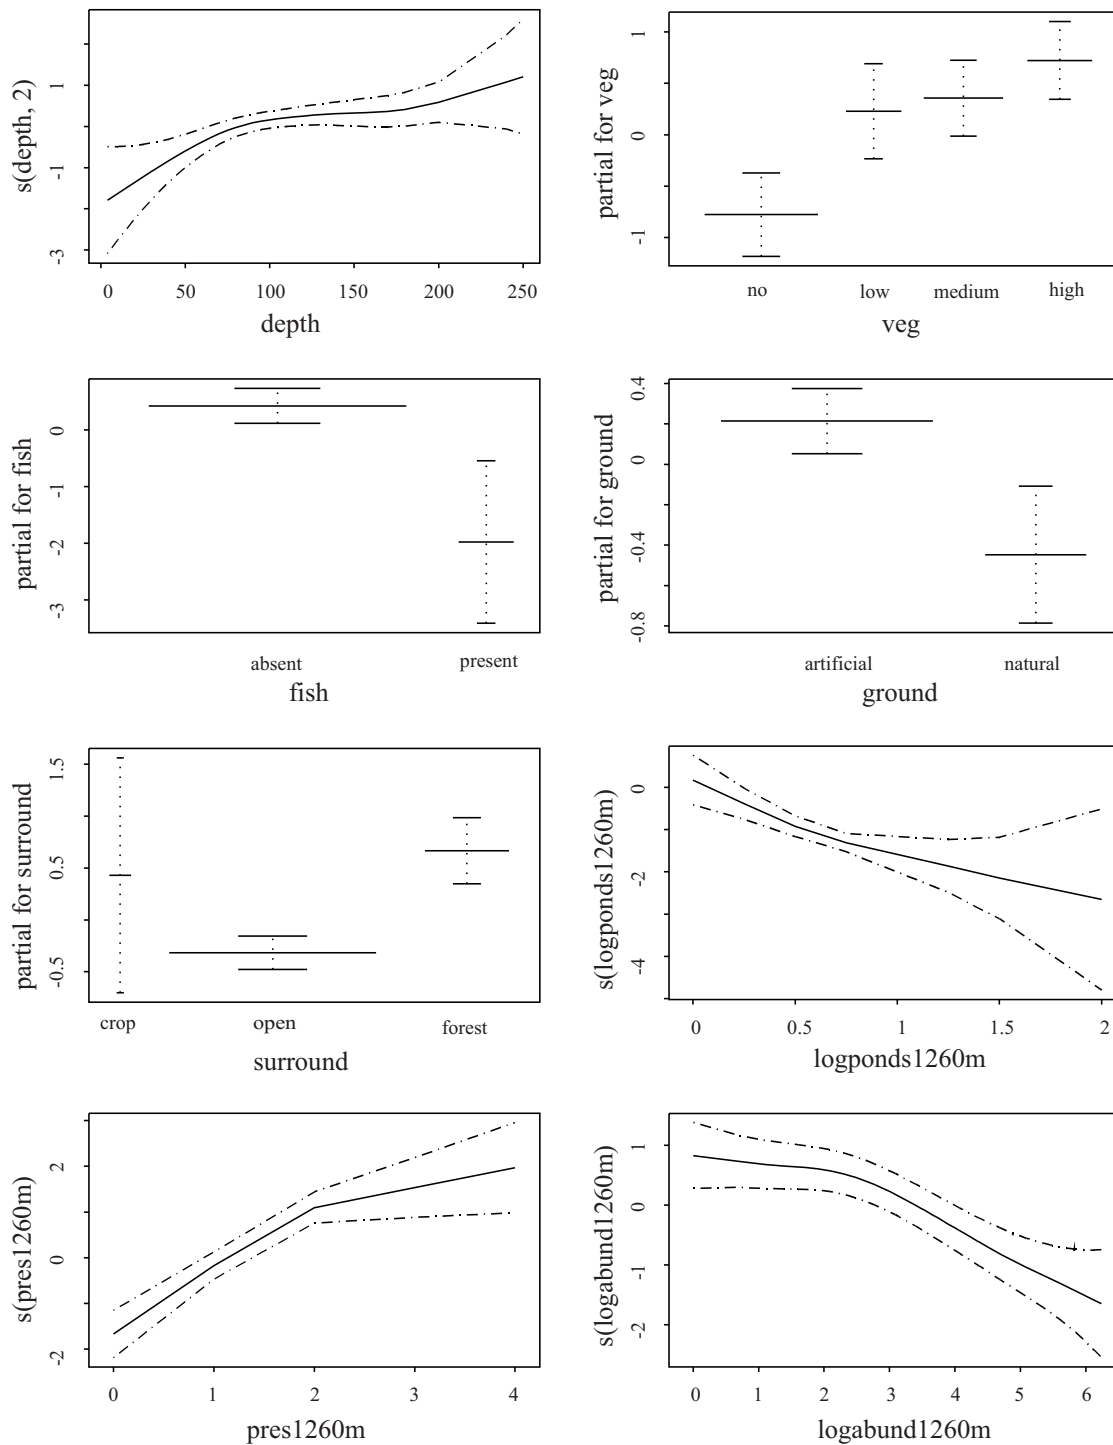 s(depth, 2)
1
-1
-3
0 50 100 150 200 250
depth
partial for veg
1
0
-1
no low medium high
veg
partial for fish
0
-1
-2
-3
absent present
fish
partial for ground
0.4
0
-0.4
-0.8
artificial natural
ground
partial for surround
1.5
0.5
-0.5
crop open forest
surround
s(logponds1260m)
0
-2
-4
0 0.5 1 1.5 2
logponds1260m
s(pres1260m)
2
0
-2
0 1 2 3 4
pres1260m
s(logabund1260m)
1
0
-1
-2
0 1 2 3 4 5 6
logabund1260m